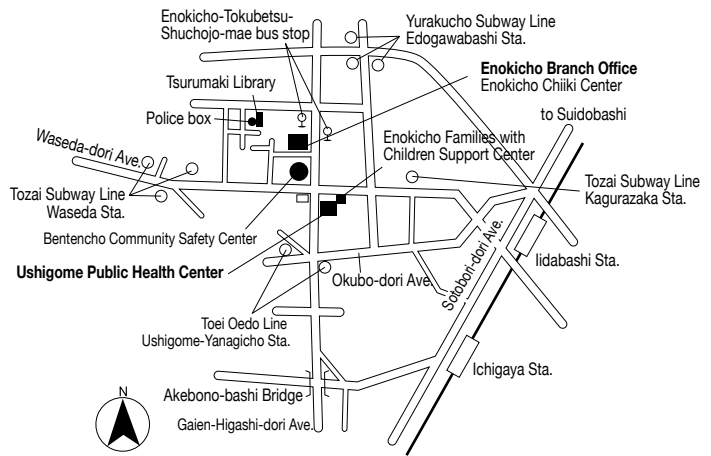 Enokicho-Tokubetsu-
Shuchojo-mae bus stop
Yurakucho Subway Line
Edogawabashi Sta.
Tsurumaki Library
Enokicho Branch Office
Enokicho Chiiki Center
Police box
to Suidobashi
Enokicho Families with
Children Support Center
Waseda-dori Ave.
Tozai Subway Line
Waseda Sta.
Tozai Subway Line
Kagurazaka Sta.
Bentencho Community Safety Center
Ushigome Public Health Center
Okubo-dori Ave.
Sotobori-dori Ave.
Iidabashi Sta.
Toei Oedo Line
Ushigome-Yanagicho Sta.
Ichigaya Sta.
Akebono-bashi Bridge
Gaien-Higashi-dori Ave.
N